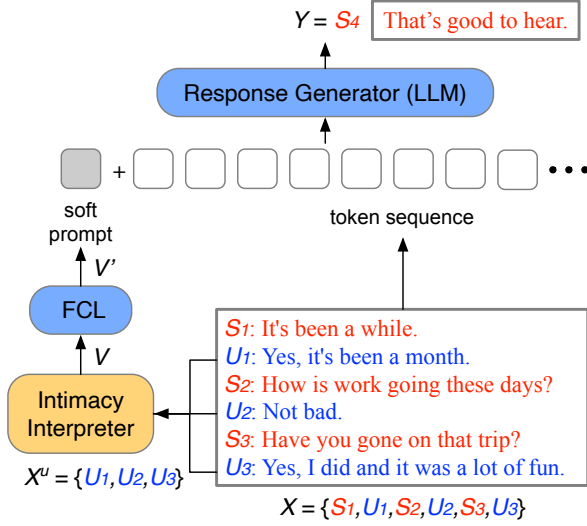 Y = S4 That's good to hear.
Response Generator (LLM)
+ •••
soft prompt
token sequence
V'
FCL
V
Intimacy Interpreter
Xᵘ = {U1,U2,U3}
S1: It's been a while.
U1: Yes, it's been a month.
S2: How is work going these days?
U2: Not bad.
S3: Have you gone on that trip?
U3: Yes, I did and it was a lot of fun.
X = {S1,U1,S2,U2,S3,U3}